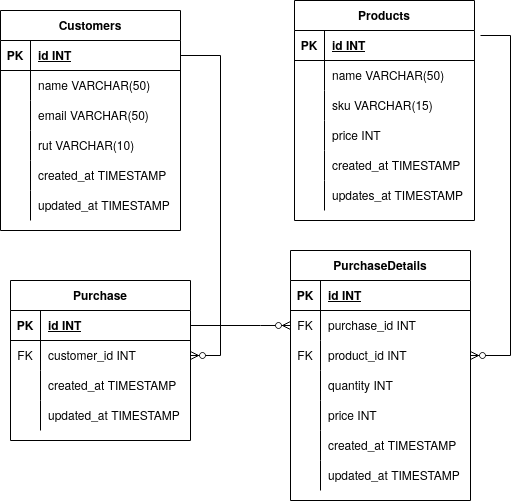 Customers
PK id INT
name VARCHAR(50)
email VARCHAR(50)
rut VARCHAR(10)
created_at TIMESTAMP
updated_at TIMESTAMP
Products
PK id INT
name VARCHAR(50)
sku VARCHAR(15)
price INT
created_at TIMESTAMP
updates_at TIMESTAMP
Purchase
PK id INT
FK customer_id INT
created_at TIMESTAMP
updated_at TIMESTAMP
PurchaseDetails
PK id INT
FK purchase_id INT
FK product_id INT
quantity INT
price INT
created_at TIMESTAMP
updated_at TIMESTAMP